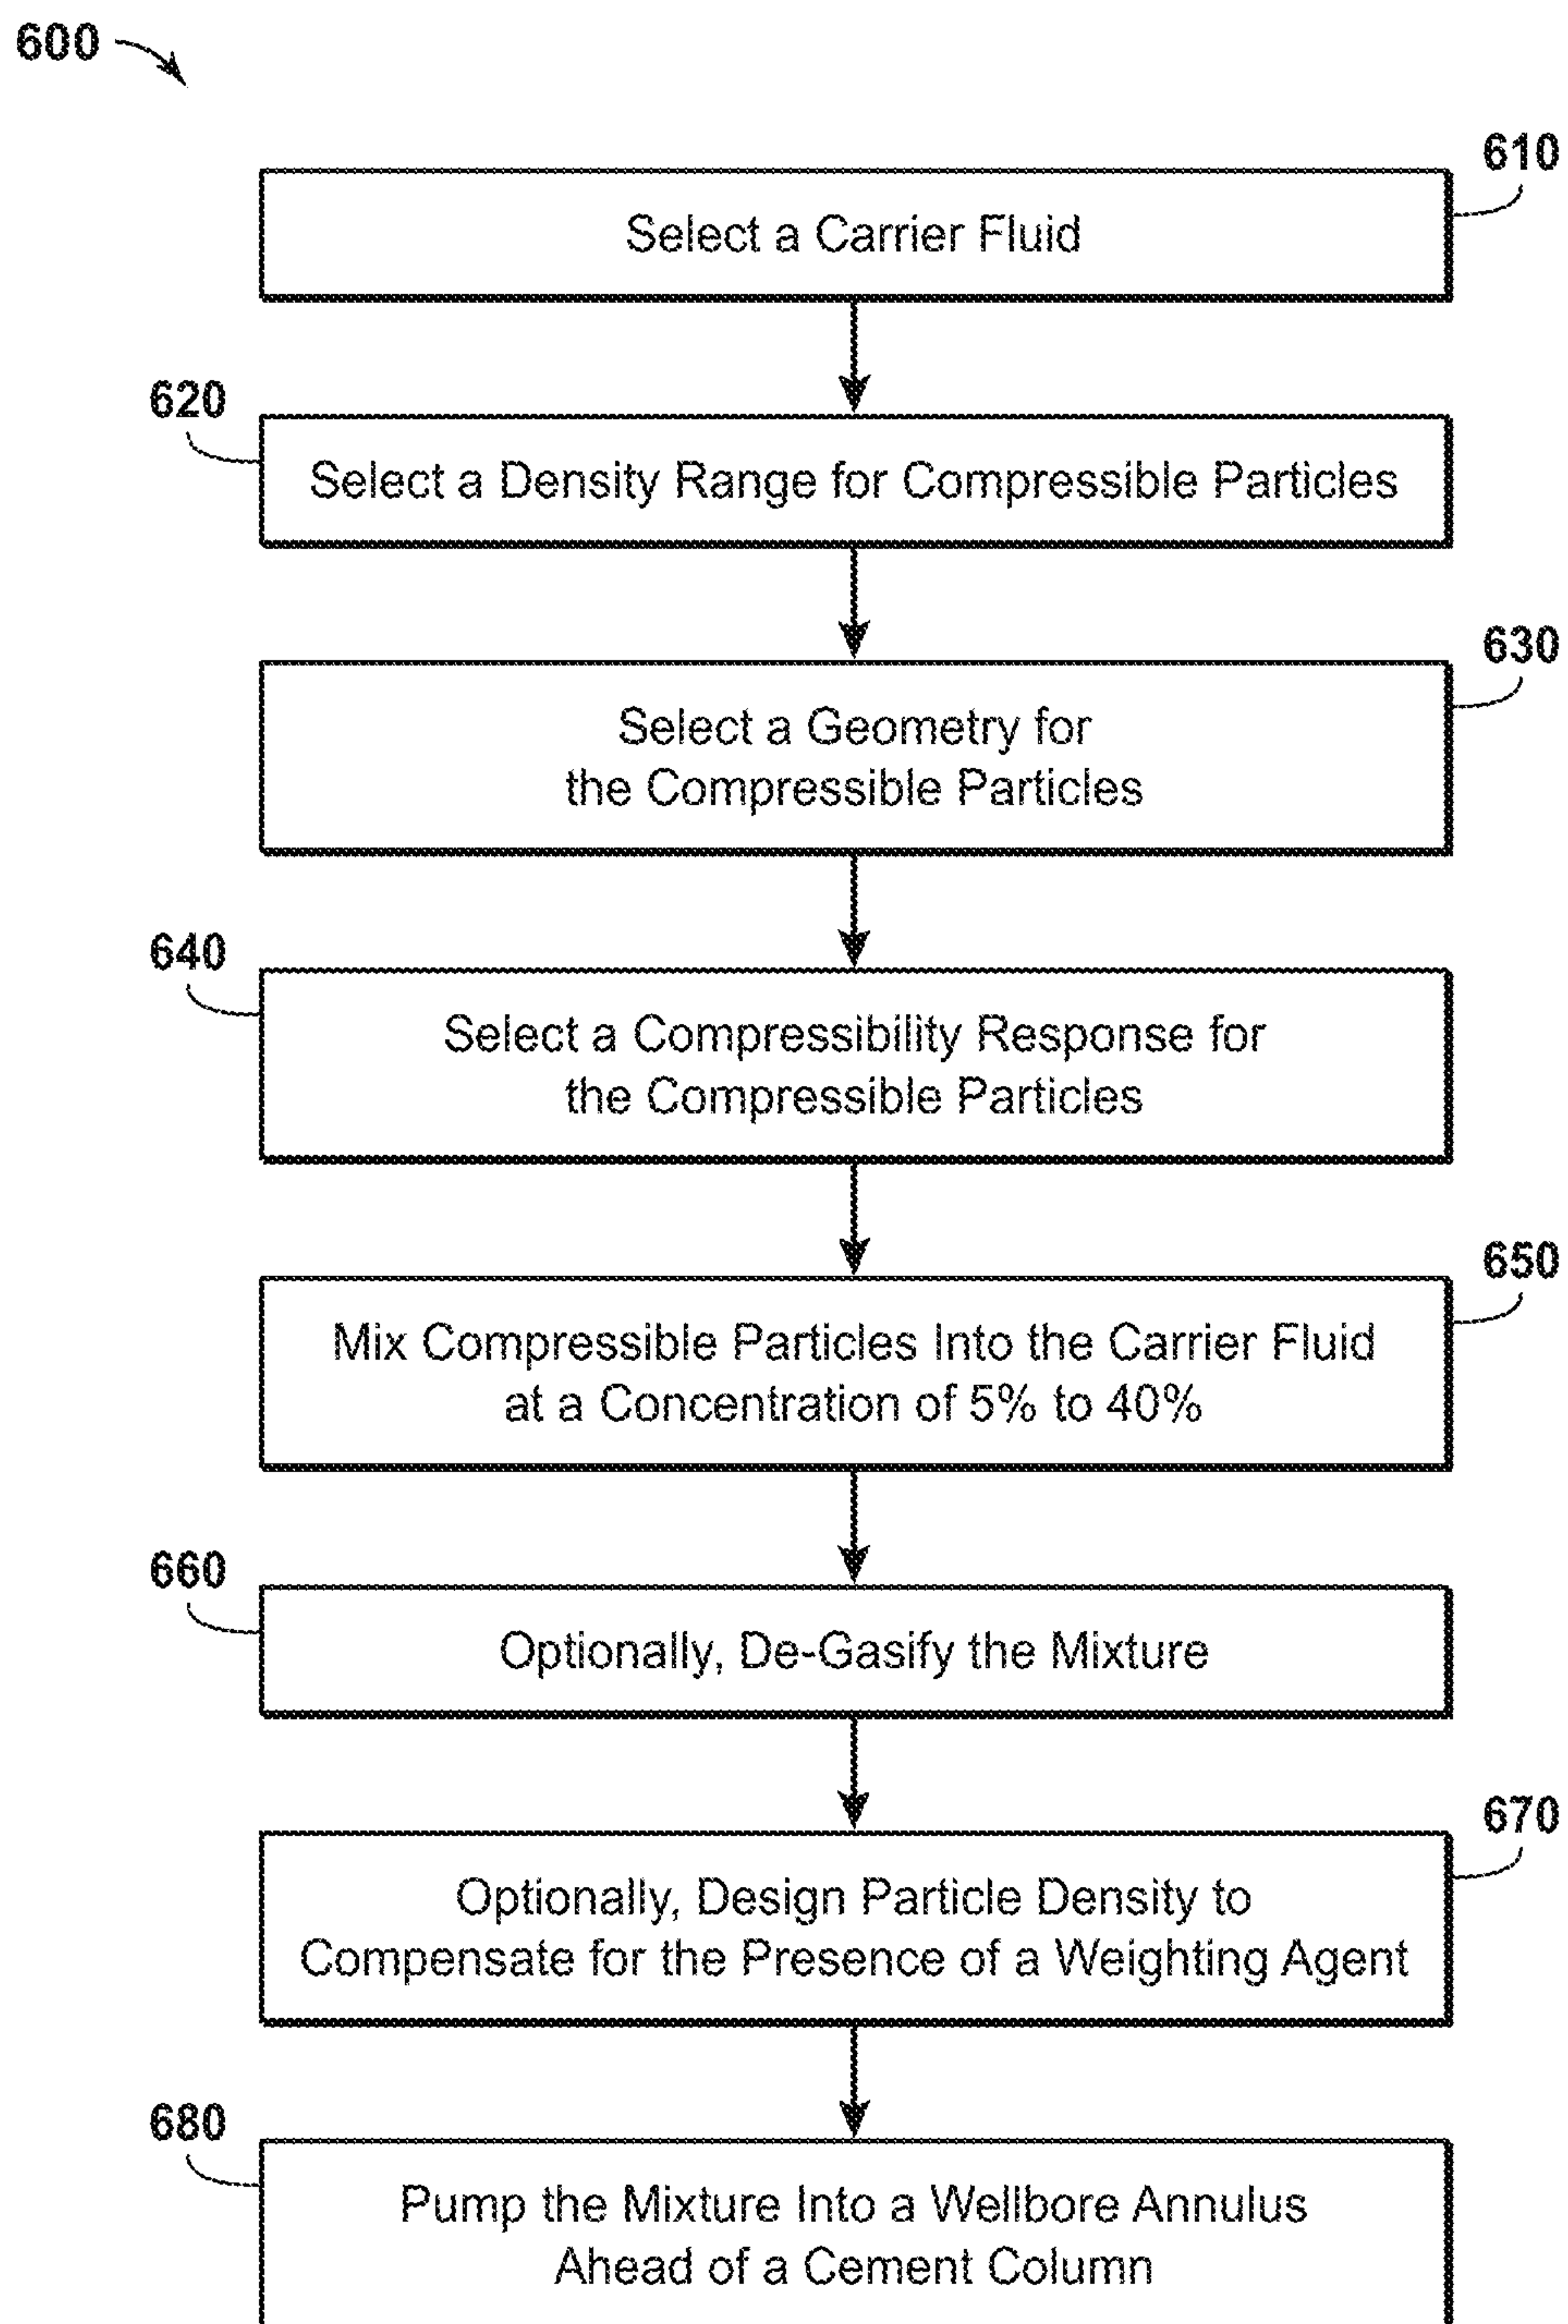 600
610
Select a Carrier Fluid
620
Select a Density Range for Compressible Particles
630
Select a Geometry for
the Compressible Particles
640
Select a Compressibility Response for
the Compressible Particles
650
Mix Compressible Particles Into the Carrier Fluid
at a Concentration of 5% to 40%
660
Optionally, De-Gasify the Mixture
670
Optionally, Design Particle Density to
Compensate for the Presence of a Weighting Agent
680
Pump the Mixture Into a Wellbore Annulus
Ahead of a Cement Column